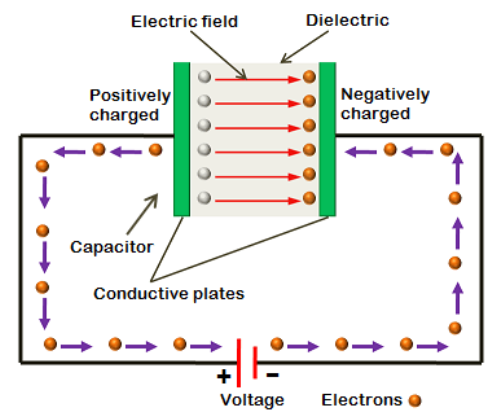 Electric field
Dielectric
Positively
charged
Negatively
charged
Capacitor
Conductive plates
+ −
Voltage
Electrons